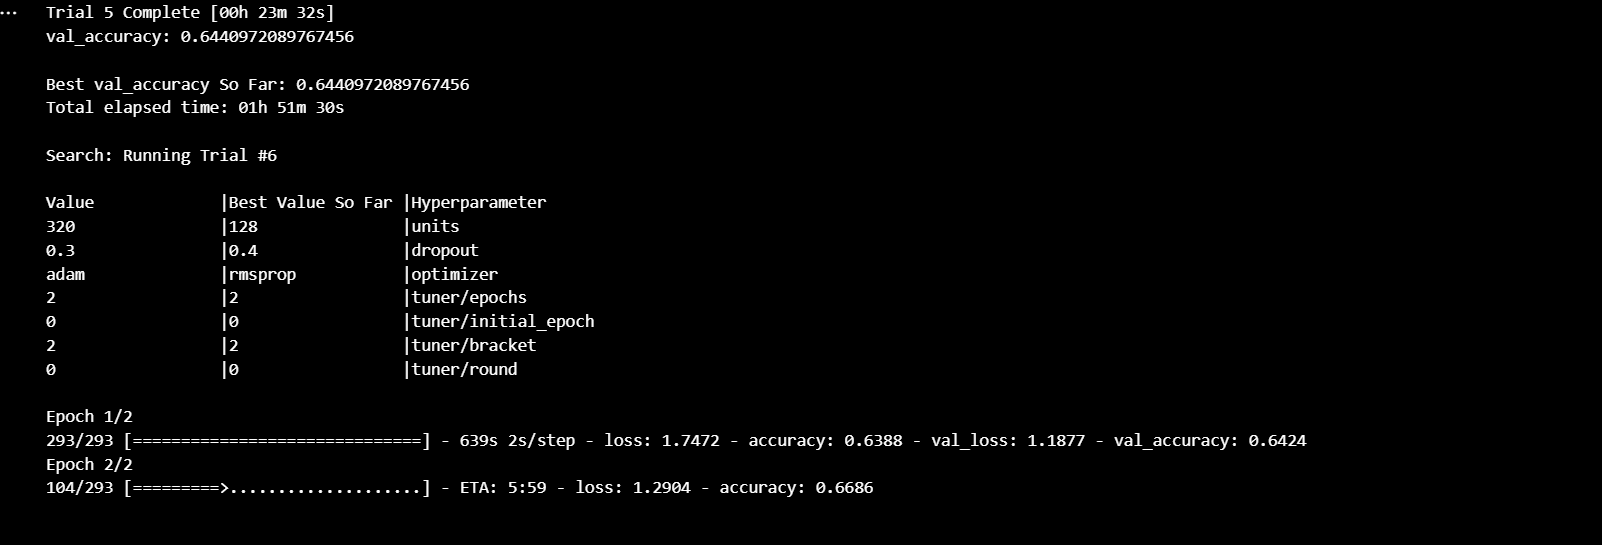 ... Trial 5 Complete [00h 23m 32s]
val_accuracy: 0.6440972089767456
Best val_accuracy So Far: 0.6440972089767456
Total elapsed time: 01h 51m 30s
Search: Running Trial #6
Value |Best Value So Far |Hyperparameter
320 |128 |units
0.3 |0.4 |dropout
adam |rmsprop |optimizer
2 |2 |tuner/epochs
0 |0 |tuner/initial_epoch
2 |2 |tuner/bracket
0 |0 |tuner/round
Epoch 1/2
293/293 [==============================] - 639s 2s/step - loss: 1.7472 - accuracy: 0.6388 - val_loss: 1.1877 - val_accuracy: 0.6424
Epoch 2/2
104/293 [=========>....................] - ETA: 5:59 - loss: 1.2904 - accuracy: 0.6686